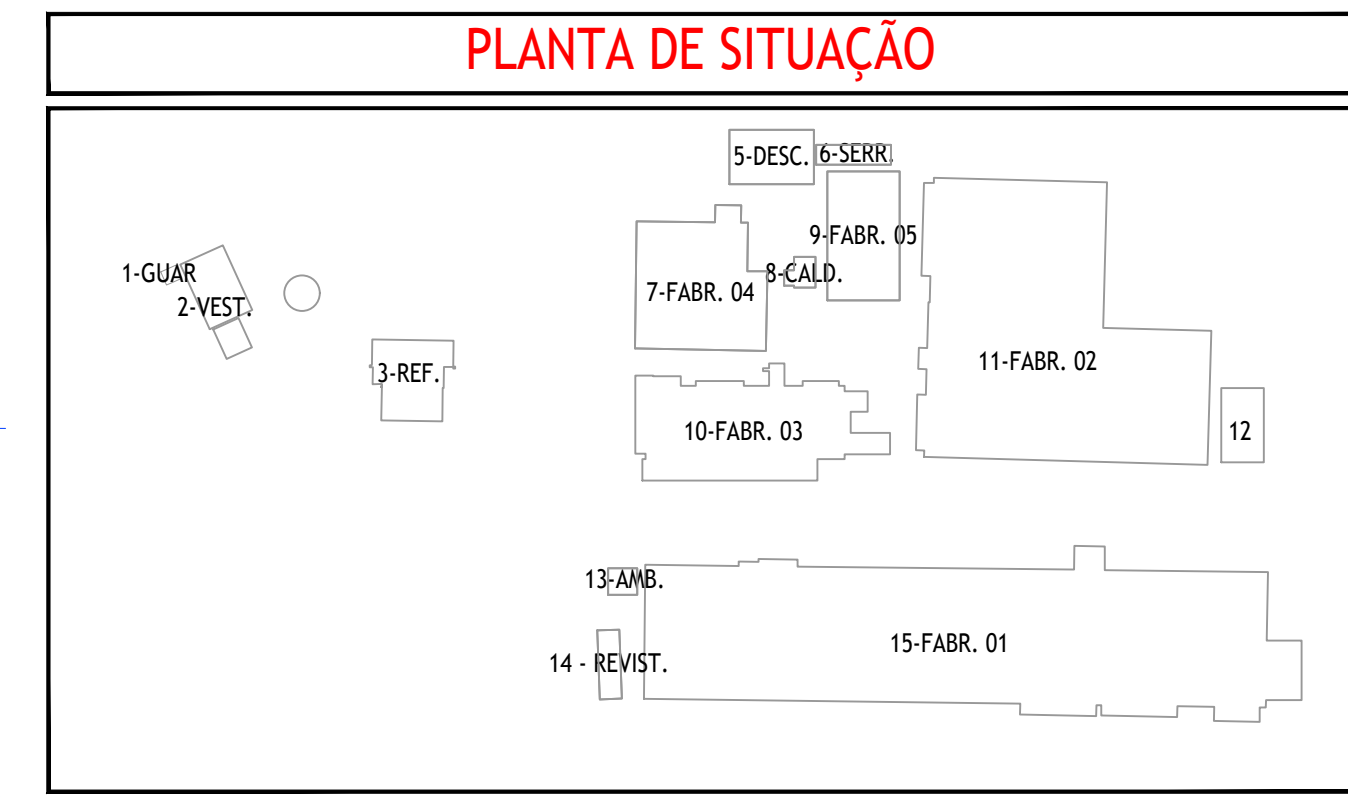 PLANTA DE SITUAÇÃO
5-DESC.
6-SERR.
9-FABR. 05
1-GUAR
8-CALD.
7-FABR. 04
2-VEST.
11-FABR. 02
3-REF.
10-FABR. 03
12
13-AMB.
15-FABR. 01
14 - REVIST.